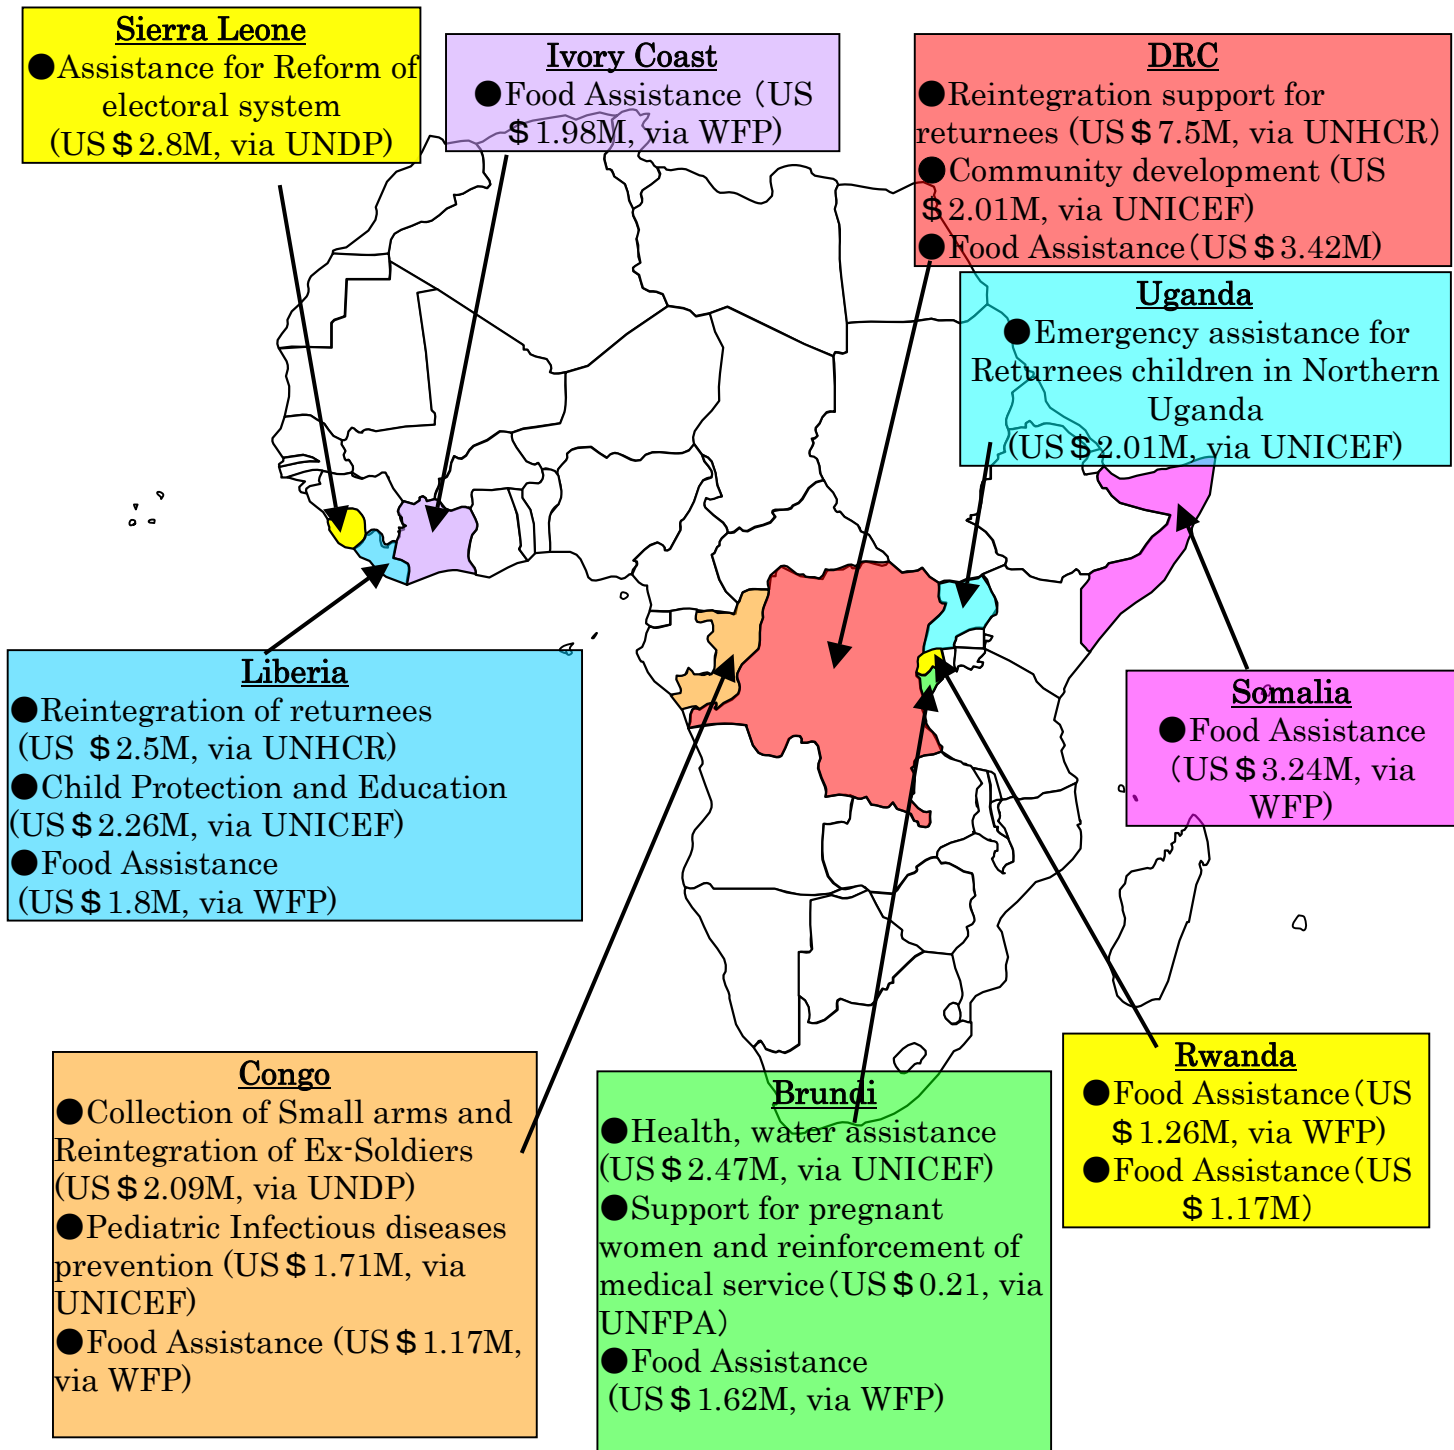 Sierra Leone
●Assistance for Reform of
electoral system
(US＄2.8M, via UNDP)
Ivory Coast
●Food Assistance（US
＄1.98M, via WFP)
DRC
●Reintegration support for
returnees (US＄7.5M, via UNHCR)
●Community development (US
＄2.01M, via UNICEF)
●Food Assistance（US＄3.42M)
Uganda
●Emergency assistance for
Returnees children in Northern
Uganda
(US＄2.01M, via UNICEF)
Liberia
●Reintegration of returnees
(US ＄2.5M, via UNHCR)
●Child Protection and Education
(US＄2.26M, via UNICEF)
●Food Assistance
(US＄1.8M, via WFP)
Somalia
●Food Assistance
（US＄3.24M, via
WFP)
Congo
●Collection of Small arms and
Reintegration of Ex-Soldiers
(US＄2.09M, via UNDP)
●Pediatric Infectious diseases
prevention (US＄1.71M, via
UNICEF)
●Food Assistance (US＄1.17M,
via WFP)
Brundi
●Health, water assistance
(US＄2.47M, via UNICEF)
●Support for pregnant
women and reinforcement of
medical service（US＄0.21, via
UNFPA）
●Food Assistance
(US＄1.62M, via WFP)
Rwanda
●Food Assistance（US
＄1.26M, via WFP)
●Food Assistance（US
＄1.17M）